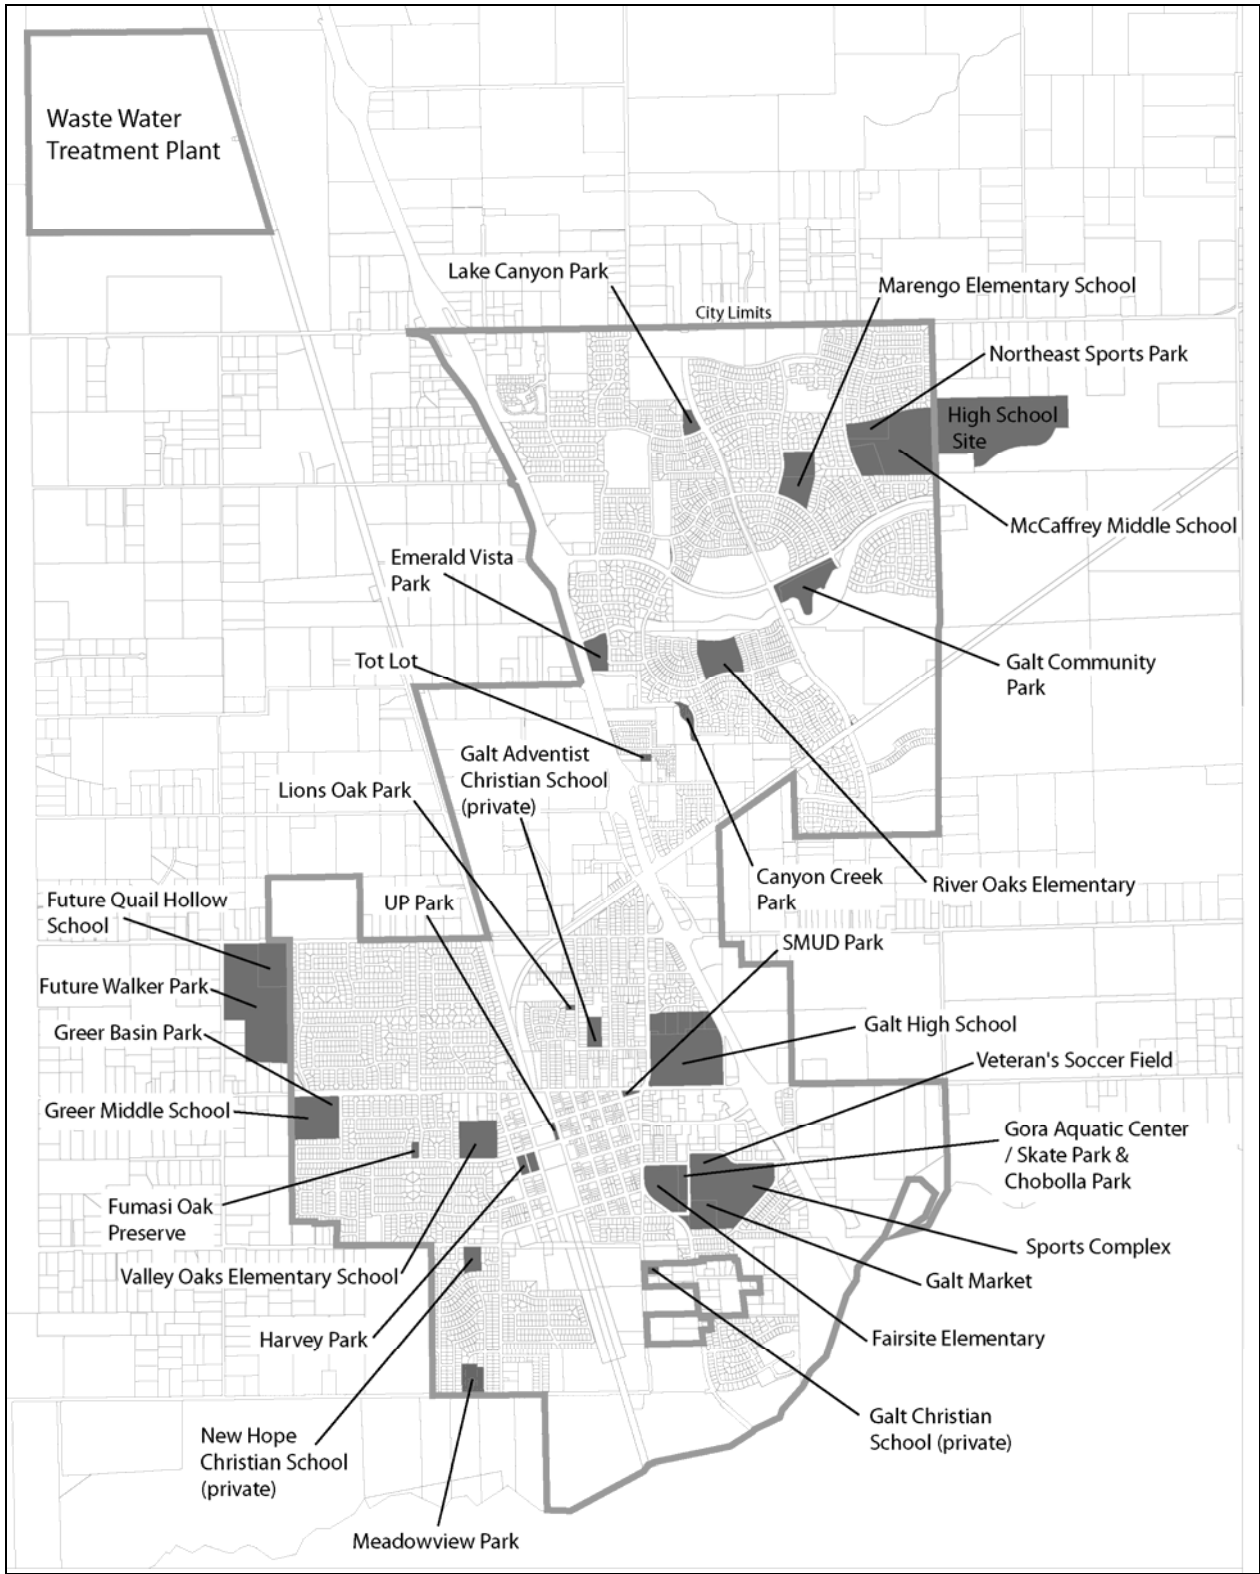 Waste Water
Treatment Plant
Lake Canyon Park
Marengo Elementary School
City Limits
Northeast Sports Park
High School
Site
McCaffrey Middle School
Emerald Vista
Park
Tot Lot
Galt Community
Park
Galt Adventist
Christian School
(private)
Lions Oak Park
Canyon Creek
Park
River Oaks Elementary
Future Quail Hollow
School
UP Park
SMUD Park
Future Walker Park
Greer Basin Park
Galt High School
Veteran's Soccer Field
Greer Middle School
Gora Aquatic Center
/ Skate Park &
Chobolla Park
Fumasi Oak
Preserve
Sports Complex
Valley Oaks Elementary School
Galt Market
Harvey Park
Fairsite Elementary
New Hope
Christian School
(private)
Galt Christian
School (private)
Meadowview Park